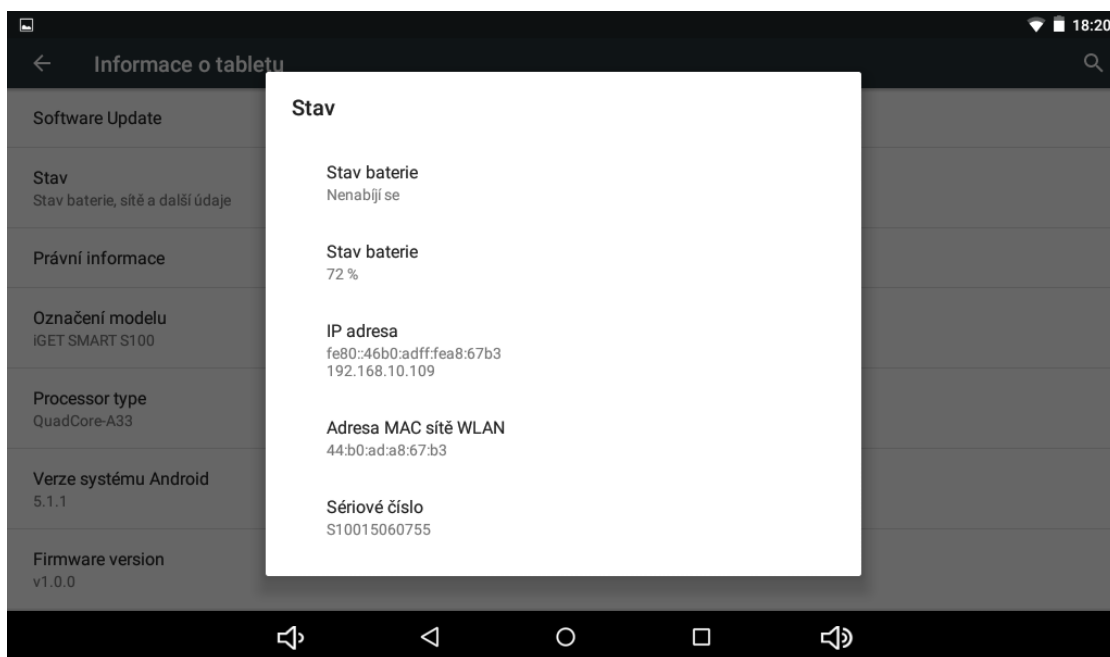 18:20
Informace o tabletu
Software Update
Stav
Stav baterie, sítě a další údaje
Právní informace
Označení modelu
iGET SMART S100
Processor type
QuadCore-A33
Verze systému Android
5.1.1
Firmware version
v1.0.0
Stav
Stav baterie
Nenabíjí se
Stav baterie
72 %
IP adresa
fe80::46b0:adff:fea8:67b3
192.168.10.109
Adresa MAC sítě WLAN
44:b0:ad:a8:67:b3
Sériové číslo
S10015060755